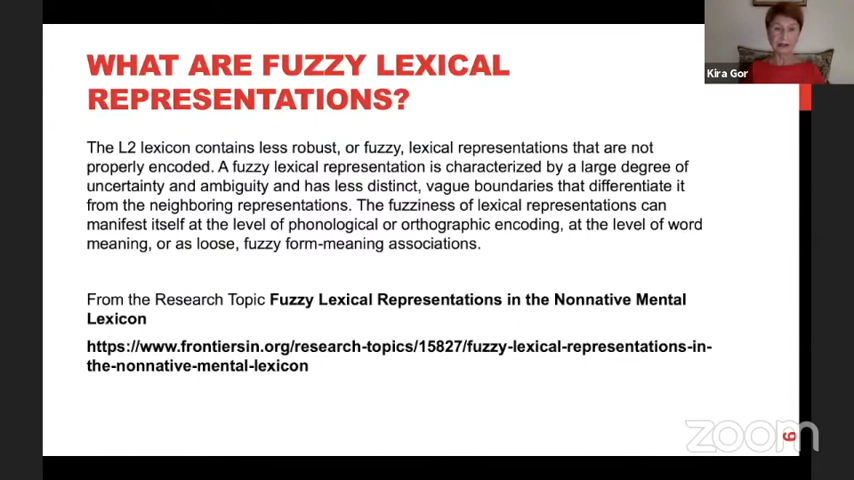 WHAT ARE FUZZY LEXICAL
REPRESENTATIONS?
Kira Gor
The L2 lexicon contains less robust, or fuzzy, lexical representations that are not
properly encoded. A fuzzy lexical representation is characterized by a large degree of
uncertainty and ambiguity and has less distinct, vague boundaries that differentiate it
from the neighboring representations. The fuzziness of lexical representations can
manifest itself at the level of phonological or orthographic encoding, at the level of word
meaning, or as loose, fuzzy form-meaning associations.
From the Research Topic Fuzzy Lexical Representations in the Nonnative Mental
Lexicon
https://www.frontiersin.org/research-topics/15827/fuzzy-lexical-representations-in-
the-nonnative-mental-lexicon
zoom
6